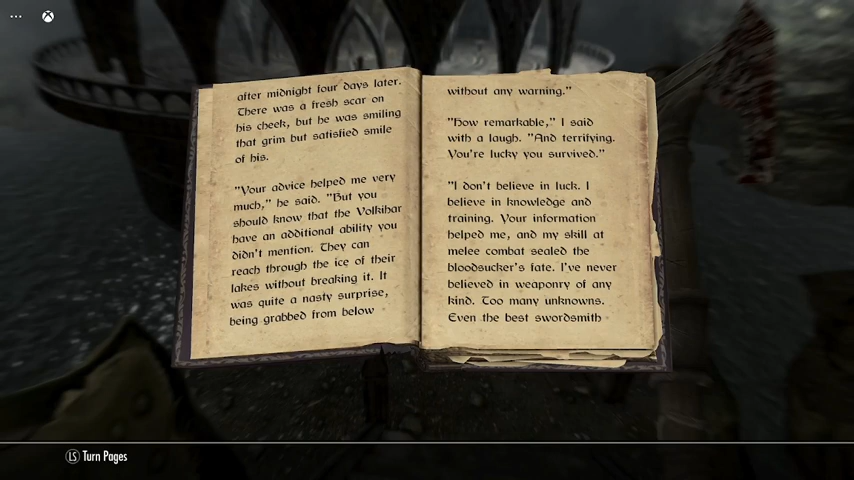 after midnight four days later.
There was a fresh scar on
his cheek, but he was smiling
that grim but satisfied smile
of his.
"Your advice helped me very
much," he said. "But you
should know that the Volkihar
have an additional ability you
didn't mention. They can
reach through the ice of their
lakes without breaking it. It
was quite a nasty surprise,
being grabbed from below
without any warning."
"How remarkable," I said
with a laugh. "And terrifying.
You're lucky you survived."
"I don't believe in luck. I
believe in knowledge and
training. Your information
helped me, and my skill at
melee combat sealed the
bloodsucker's fate. I've never
believed in weaponry of any
kind. Too many unknowns.
Even the best swordsmith
LS Turn Pages